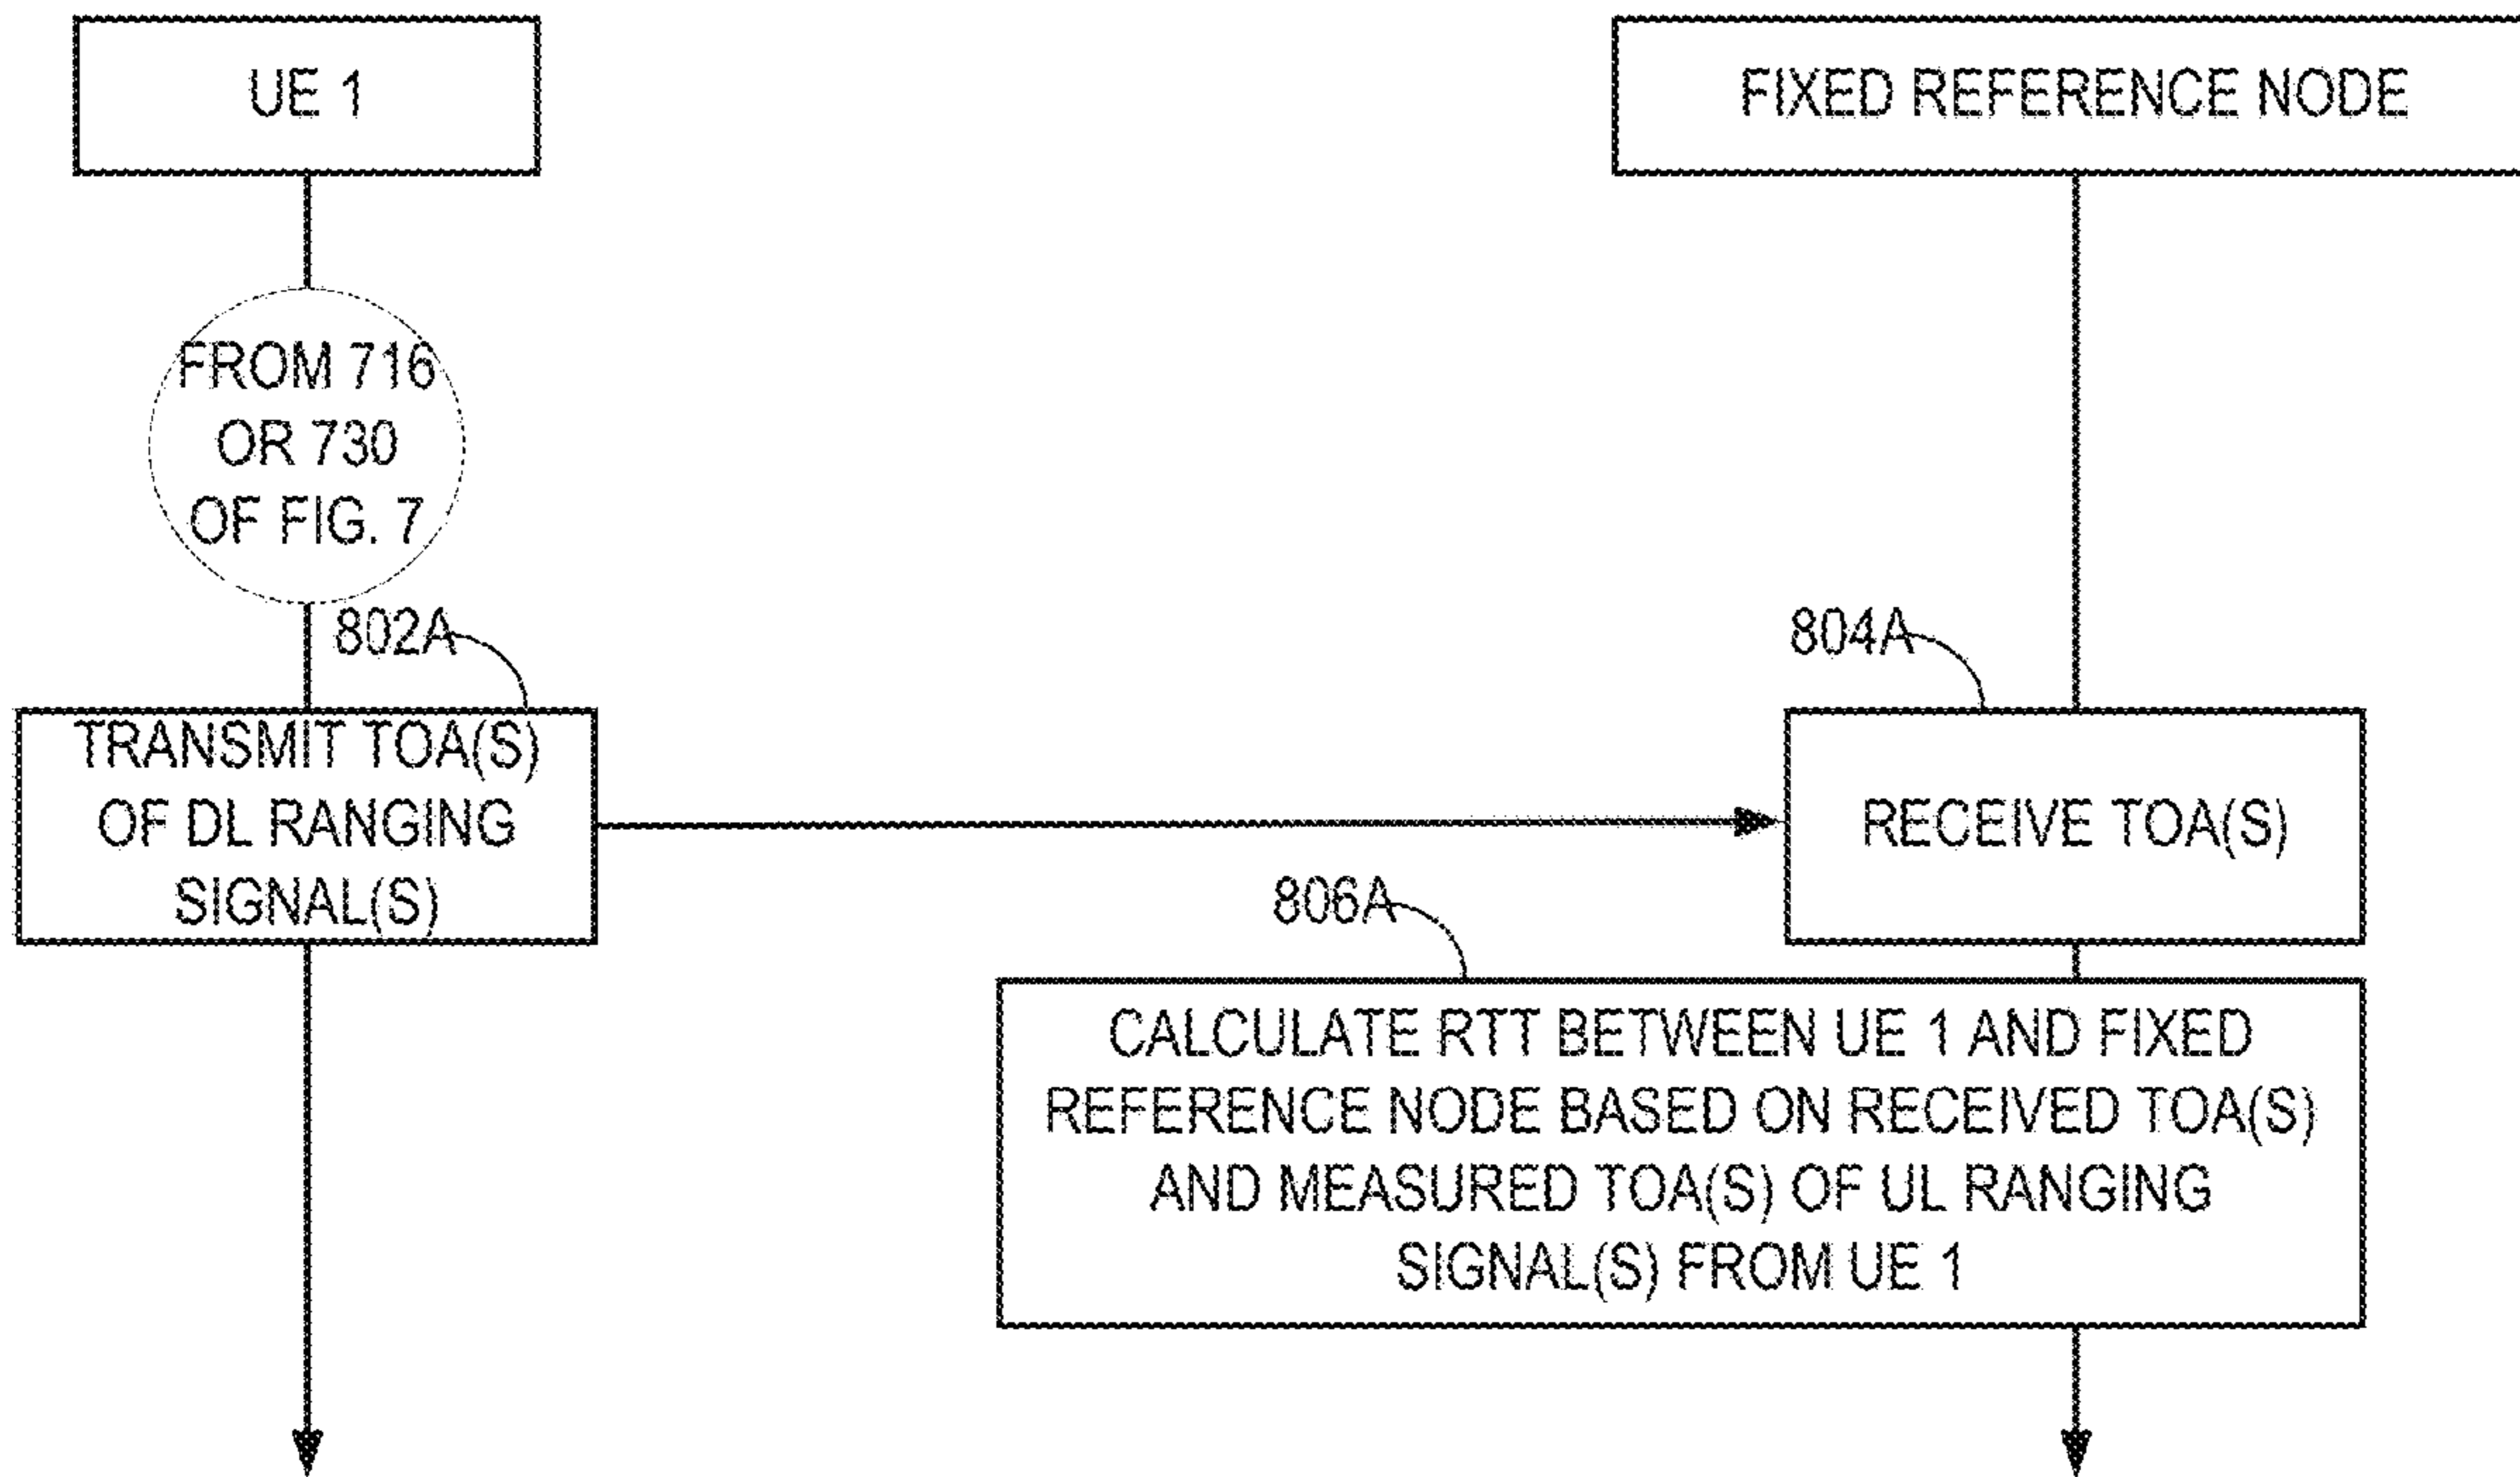 UE 1
FIXED REFERENCE NODE
FROM 716
OR 730
OF FIG. 7
802A
804A
TRANSMIT TOA(S)
OF DL RANGING
SIGNAL(S)
RECEIVE TOA(S)
806A
CALCULATE RTT BETWEEN UE 1 AND FIXED
REFERENCE NODE BASED ON RECEIVED TOA(S)
AND MEASURED TOA(S) OF UL RANGING
SIGNAL(S) FROM UE 1